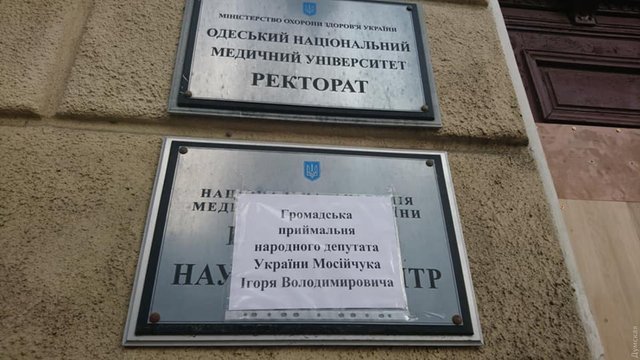 МІНІСТЕРСТВО ОХОРОНИ ЗДОРОВ'Я УКРАЇНИ
ОДЕСЬКИЙ НАЦІОНАЛЬНИЙ
МЕДИЧНИЙ УНІВЕРСИТЕТ
РЕКТОРАТ
Громадська
приймальня
народного депутата
України Мосійчука
Ігоря Володимировича